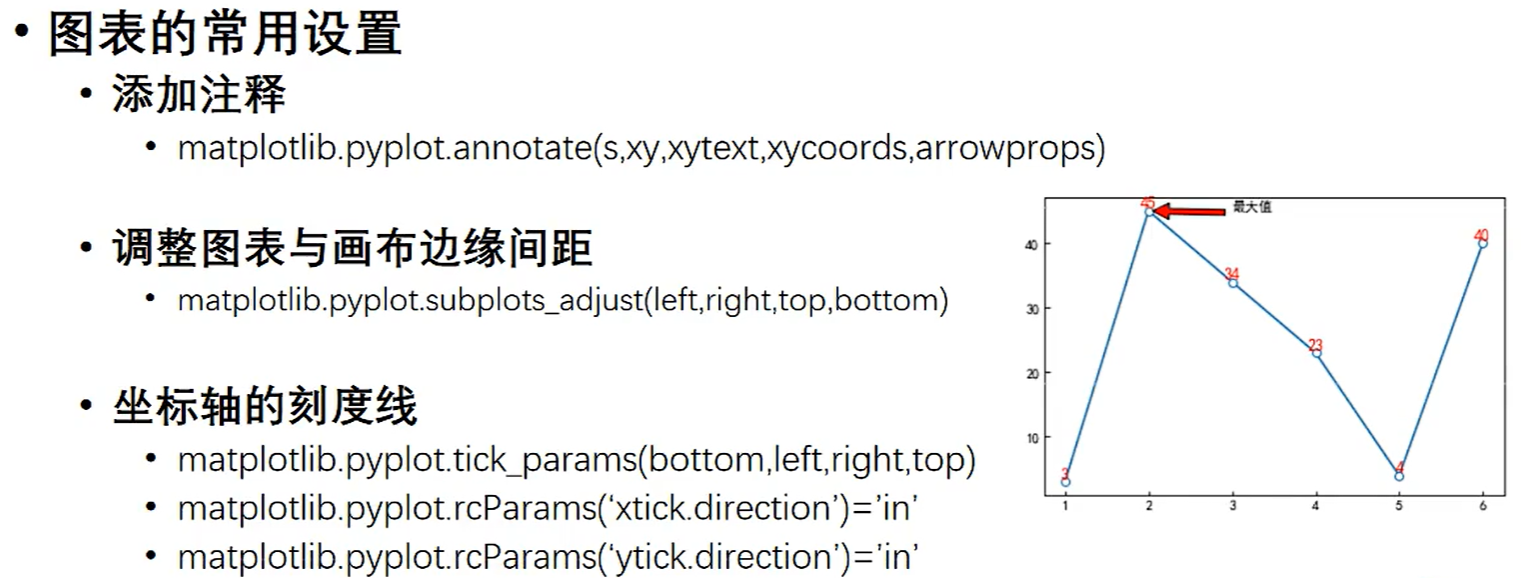 • 图表的常用设置
• 添加注释
• matplotlib.pyplot.annotate(s,xy,xytext,xycoords,arrowprops)
• 调整图表与画布边缘间距
• matplotlib.pyplot.subplots_adjust(left,right,top,bottom)
• 坐标轴的刻度线
• matplotlib.pyplot.tick_params(bottom,left,right,top)
• matplotlib.pyplot.rcParams(‘xtick.direction’)=’in’
• matplotlib.pyplot.rcParams(‘ytick.direction’)=’in’
45 最大值
40
40
34
30
23
20
10
3
4
1 2 3 4 5 6